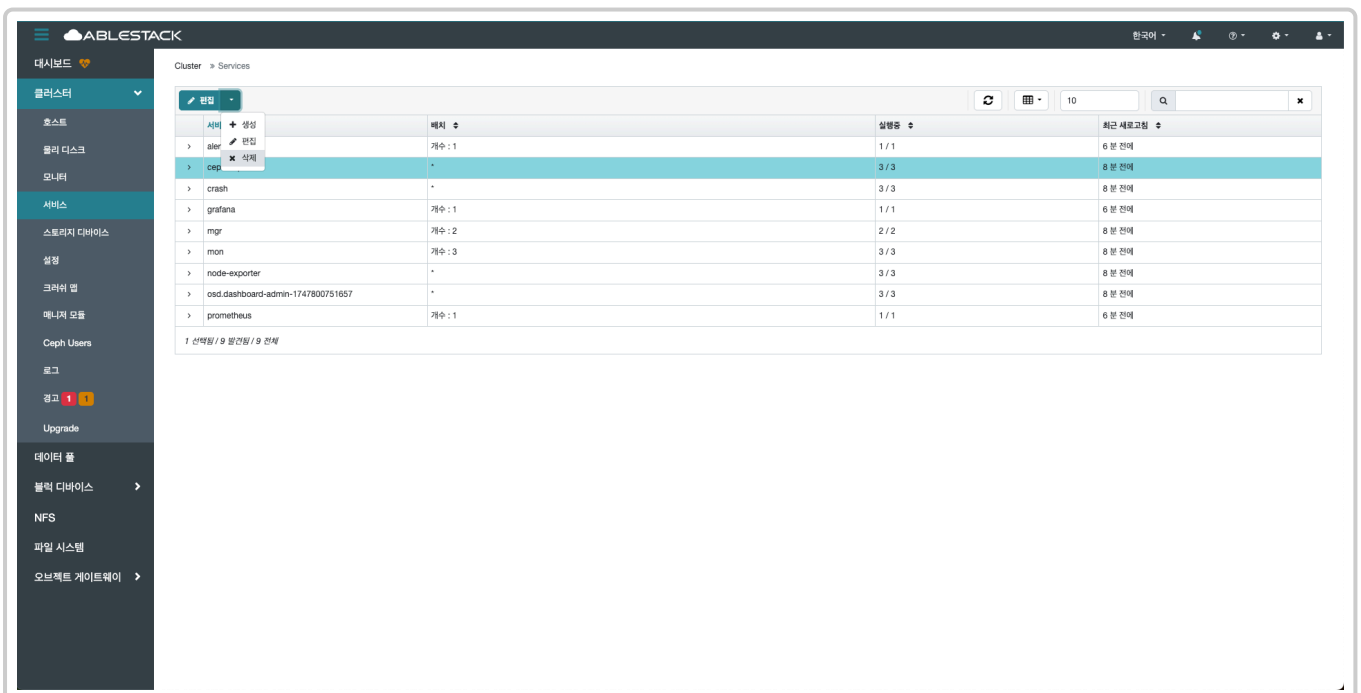 ABLESTACK
한국어
대시보드
Cluster » Services
클러스터
편집
10
호스트
물리 디스크
모니터
서비스
스토리지 디바이스
설정
크러쉬 맵
매니저 모듈
Ceph Users
로그
경고 1 1
Upgrade
데이터 풀
블럭 디바이스
NFS
파일 시스템
오브젝트 게이트웨이
생성
편집
삭제
배치 실행중 최근 새로고침
개수 : 1 1 / 1 6 분 전에
* 3 / 3 8 분 전에
crash * 3 / 3 8 분 전에
grafana 개수 : 1 1 / 1 6 분 전에
mgr 개수 : 2 2 / 2 8 분 전에
mon 개수 : 3 3 / 3 8 분 전에
node-exporter * 3 / 3 8 분 전에
osd.dashboard-admin-1747800751657 * 3 / 3 8 분 전에
prometheus 개수 : 1 1 / 1 6 분 전에
1 선택됨 / 9 발견됨 / 9 전체